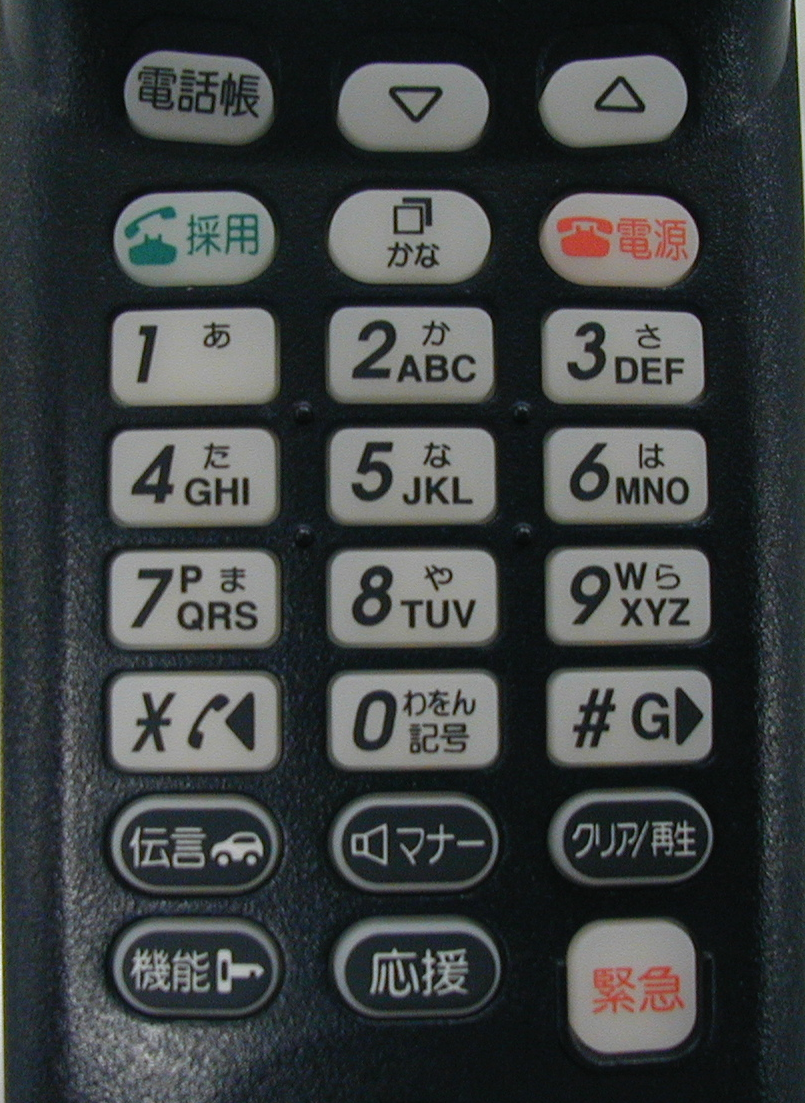 電話帳 ▽ △
採用 かな 電源
1 あ 2 か ABC 3 さ DEF
4 た GHI 5 な JKL 6 は MNO
7 P ま QRS 8 や TUV 9 W ら XYZ
* 0 わをん 記号 # G
伝言 マナー クリア/再生
機能 応援 緊急